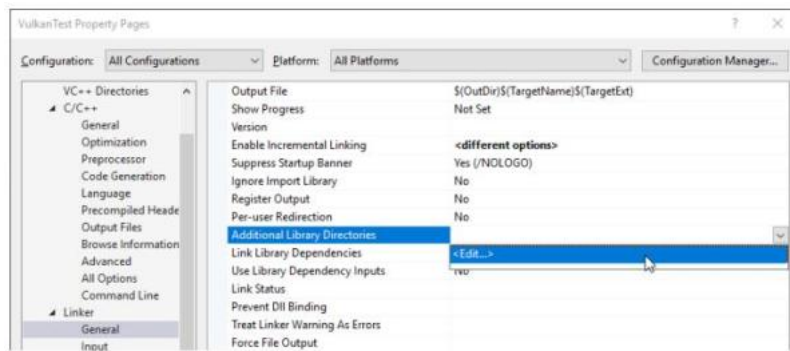 VulkanTest Property Pages ? ×
Configuration: All Configurations Platform: All Platforms Configuration Manager...
VC++ Directories
C/C++
General
Optimization
Preprocessor
Code Generation
Language
Precompiled Heade
Output Files
Browse Information
Advanced
All Options
Command Line
Linker
General
Input
Output File $(OutDir)$(TargetName)$(TargetExt)
Show Progress Not Set
Version
Enable Incremental Linking <different options>
Suppress Startup Banner Yes (/NOLOGO)
Ignore Import Library No
Register Output No
Per-user Redirection No
Additional Library Directories
Link Library Dependencies <Edit...>
Use Library Dependency Inputs No
Link Status
Prevent Dll Binding
Treat Linker Warning As Errors
Force File Output